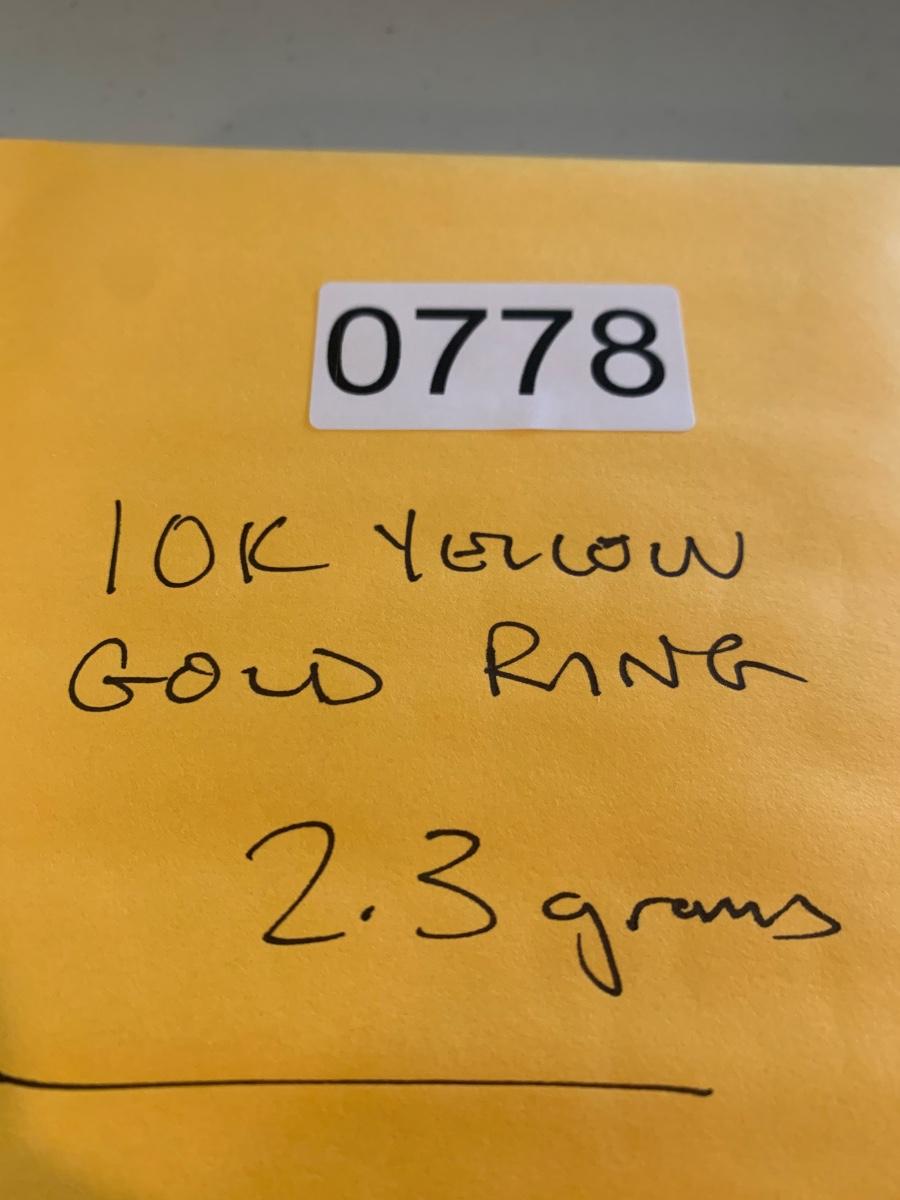 0778
10K YELLOW
GOLD RING
2.3 grams